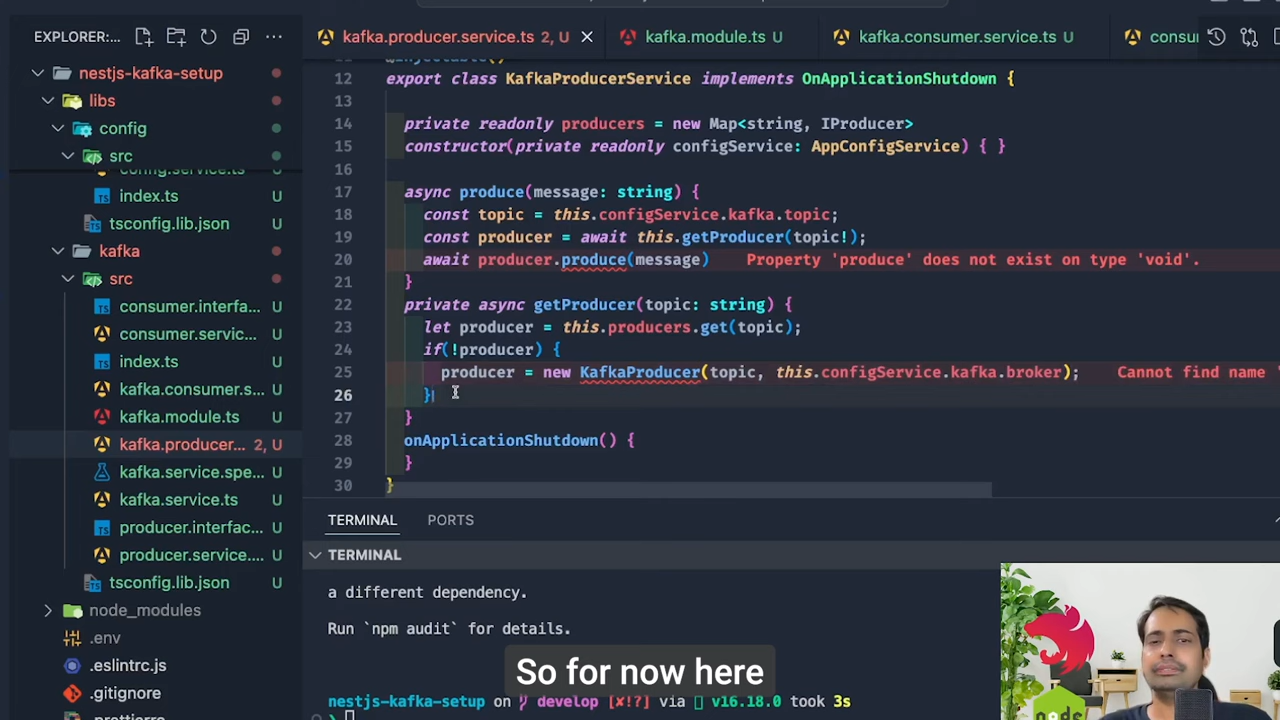 EXPLORER:...
kafka.producer.service.ts 2, U
kafka.module.ts U
kafka.consumer.service.ts U
nestjs-kafka-setup
libs
config
src
config.service.ts U
index.ts U
tsconfig.lib.json U
kafka
src
consumer.interfa... U
consumer.servic... U
index.ts U
kafka.consumer.s... U
kafka.module.ts U
kafka.producer... 2, U
kafka.service.spe... U
kafka.service.ts U
producer.interfac... U
producer.service.... U
tsconfig.lib.json U
node_modules
.env
.eslintrc.js
.gitignore
12 export class KafkaProducerService implements OnApplicationShutdown {
13
14 private readonly producers = new Map<string, IProducer>
15 constructor(private readonly configService: AppConfigService) { }
16
17 async produce(message: string) {
18 const topic = this.configService.kafka.topic;
19 const producer = await this.getProducer(topic!);
20 await producer.produce(message) Property 'produce' does not exist on type 'void'.
21 }
22 private async getProducer(topic: string) {
23 let producer = this.producers.get(topic);
24 if(!producer) {
25 producer = new KafkaProducer(topic, this.configService.kafka.broker); Cannot find name '
26 }
27 }
28 onApplicationShutdown() {
29 }
30 }
TERMINAL PORTS
TERMINAL
a different dependency.
Run `npm audit` for details.
So for now here
nestjs-kafka-setup on develop [✘!?] via v16.18.0 took 3s
❯